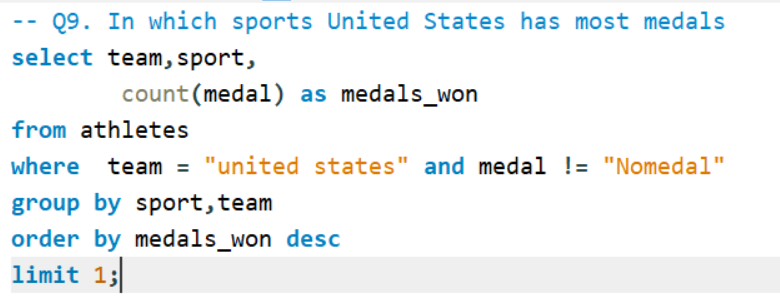 -- Q9. In which sports United States has most medals
select team,sport,
count(medal) as medals_won
from athletes
where  team = "united states" and medal != "Nomedal"
group by sport,team
order by medals_won desc
limit 1;